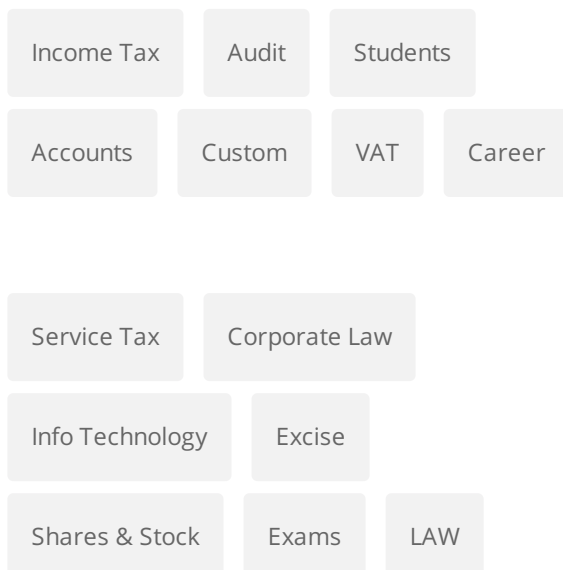 Income Tax Audit Students
Accounts Custom VAT Career
Service Tax Corporate Law
Info Technology Excise
Shares & Stock Exams LAW